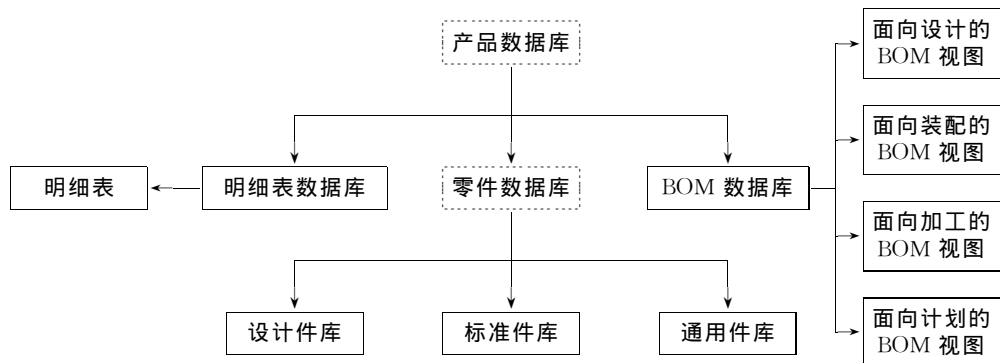 产品数据库
面向设计的
BOM 视图
面向装配的
BOM 视图
明细表
明细表数据库
零件数据库
BOM 数据库
面向加工的
BOM 视图
设计件库
标准件库
通用件库
面向计划的
BOM 视图